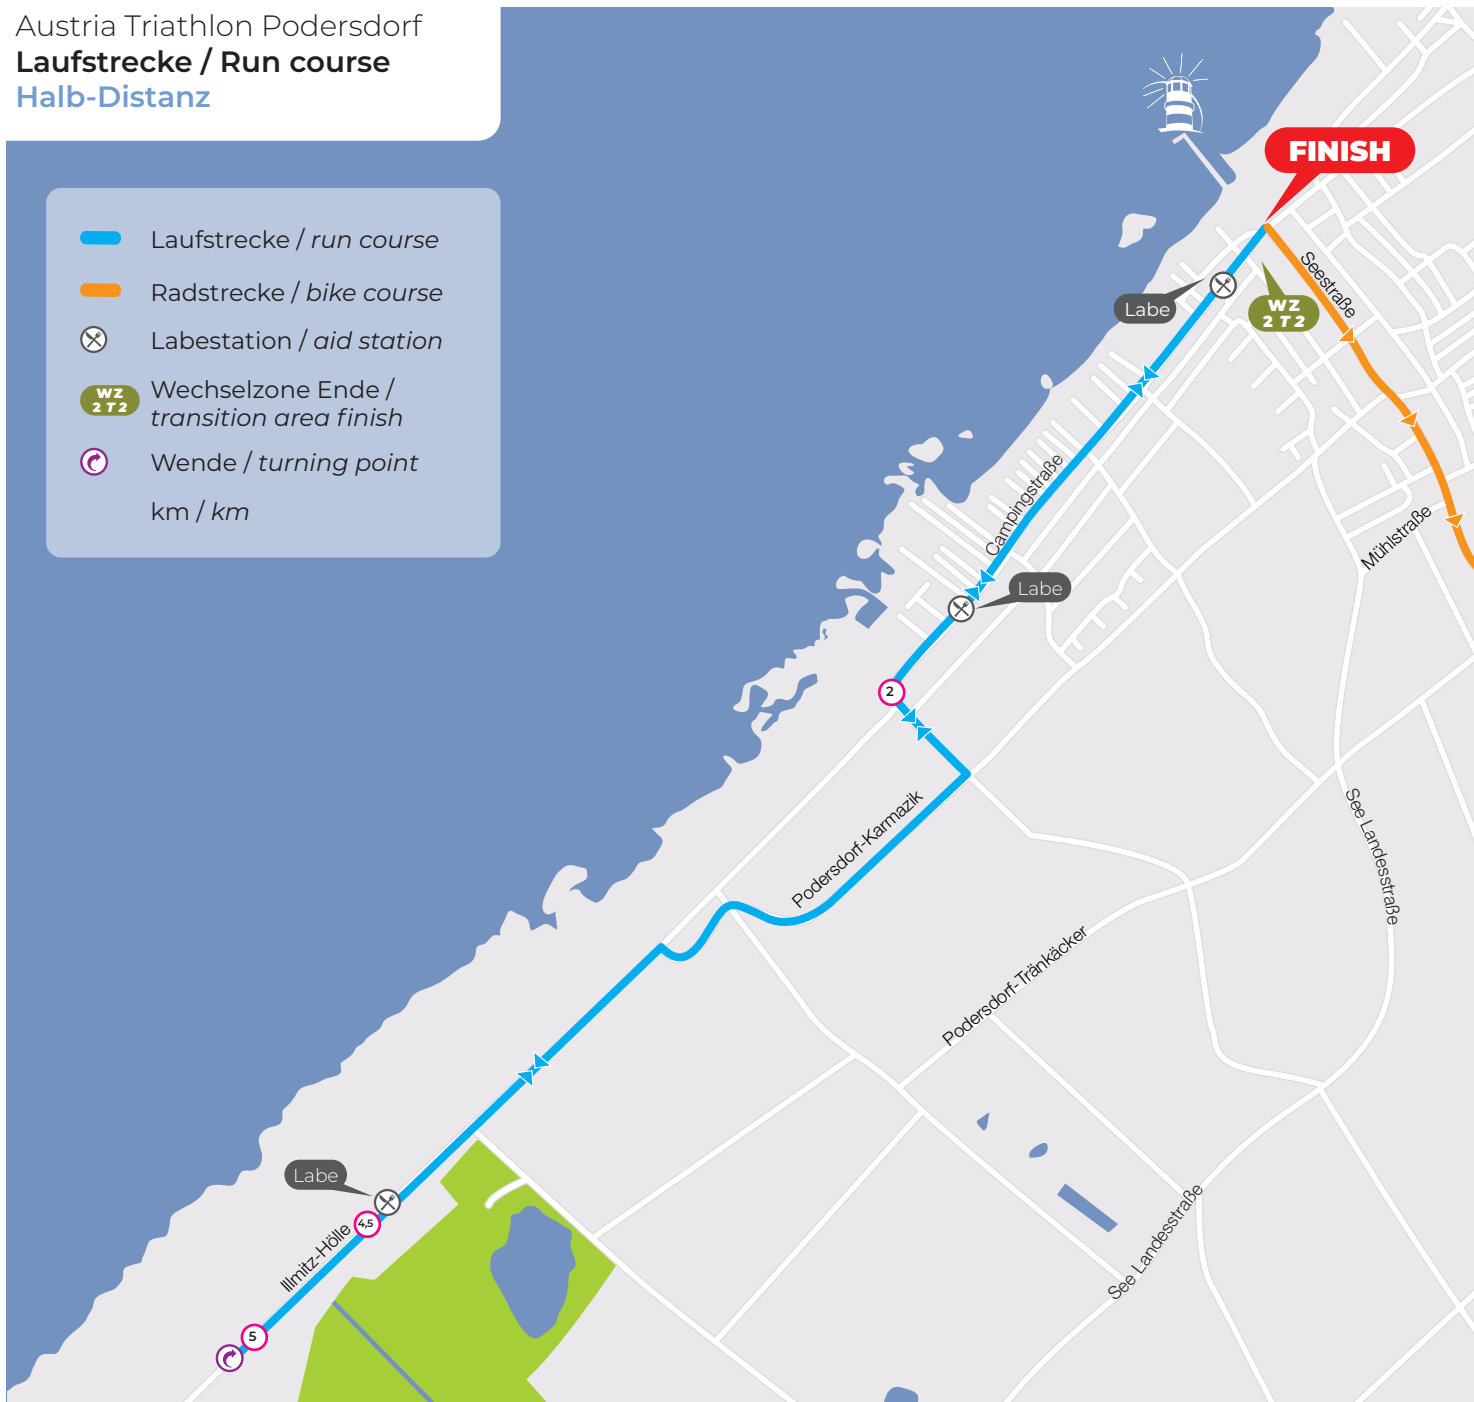 Austria Triathlon Podersdorf
Laufstrecke / Run course
Halb-Distanz
Laufstrecke / run course
Radstrecke / bike course
Labestation / aid station
WZ
2 T2
Wechselzone Ende /
transition area finish
Wende / turning point
km / km
FINISH
Seestraße
Labe
WZ
2 T2
Campingstraße
Mühlstraße
Labe
2
Podersdorf-Karmazik
See Landesstraße
Podersdorf-Tränkäcker
Labe
4,5
Illmitz-Hölle
See Landesstraße
5